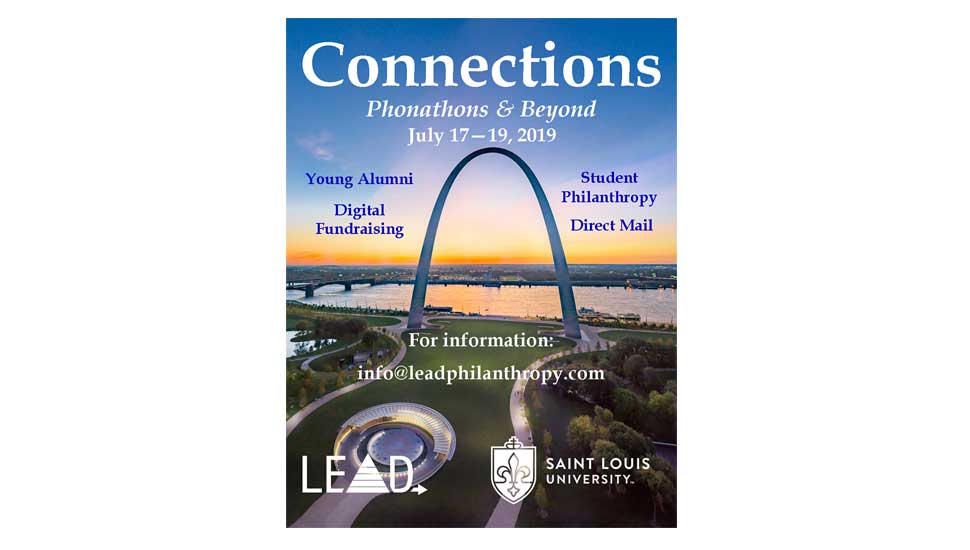 Connections
Phonathons & Beyond
July 17—19, 2019
Young Alumni
Digital
Fundraising
Student
Philanthropy
Direct Mail
For information:
info@leadphilanthropy.com
LEAD
SAINT LOUIS
UNIVERSITY™